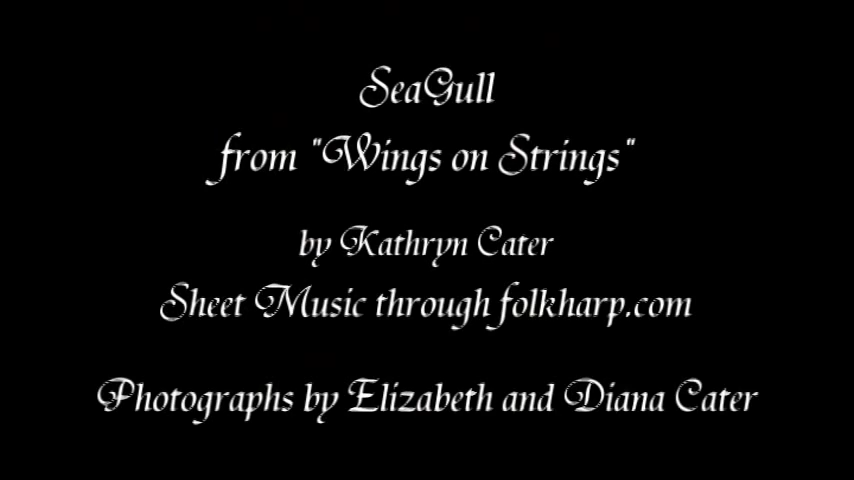 SeaGull
from "Wings on Strings"
by Kathryn Cater
Sheet Music through folkharp.com
Photographs by Elizabeth and Diana Cater